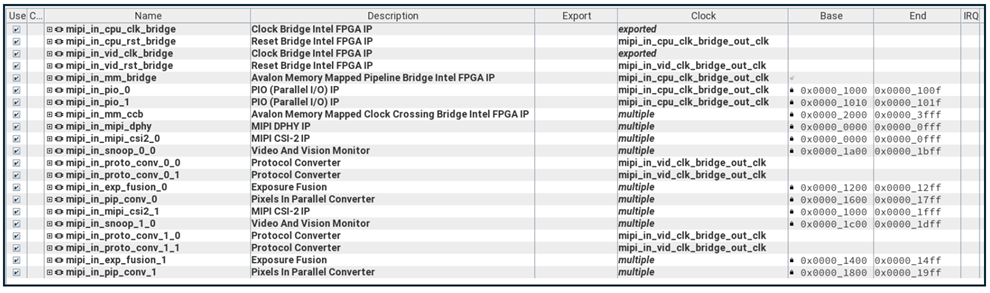 Use C... Name Description Export Clock Base End IRQ
mipi_in_cpu_clk_bridge Clock Bridge Intel FPGA IP exported
mipi_in_cpu_rst_bridge Reset Bridge Intel FPGA IP mipi_in_cpu_clk_bridge_out_clk
mipi_in_vid_clk_bridge Clock Bridge Intel FPGA IP exported
mipi_in_vid_rst_bridge Reset Bridge Intel FPGA IP mipi_in_vid_clk_bridge_out_clk
mipi_in_mm_bridge Avalon Memory Mapped Pipeline Bridge Intel FPGA IP mipi_in_cpu_clk_bridge_out_clk
mipi_in_pio_0 PIO (Parallel I/O) IP mipi_in_cpu_clk_bridge_out_clk 0x0000_1000 0x0000_100f
mipi_in_pio_1 PIO (Parallel I/O) IP mipi_in_cpu_clk_bridge_out_clk 0x0000_1010 0x0000_101f
mipi_in_mm_ccb Avalon Memory Mapped Clock Crossing Bridge Intel FPGA IP multiple 0x0000_2000 0x0000_3fff
mipi_in_mipi_dphy MIPI DPHY IP multiple 0x0000_0000 0x0000_0fff
mipi_in_mipi_csi2_0 MIPI CSI-2 IP multiple 0x0000_0000 0x0000_0fff
mipi_in_snoop_0_0 Video And Vision Monitor multiple 0x0000_1a00 0x0000_1bff
mipi_in_proto_conv_0_0 Protocol Converter mipi_in_vid_clk_bridge_out_clk
mipi_in_proto_conv_0_1 Protocol Converter mipi_in_vid_clk_bridge_out_clk
mipi_in_exp_fusion_0 Exposure Fusion multiple 0x0000_1200 0x0000_12ff
mipi_in_pip_conv_0 Pixels In Parallel Converter multiple 0x0000_1600 0x0000_17ff
mipi_in_mipi_csi2_1 MIPI CSI-2 IP multiple 0x0000_1000 0x0000_1fff
mipi_in_snoop_1_0 Video And Vision Monitor multiple 0x0000_1c00 0x0000_1dff
mipi_in_proto_conv_1_0 Protocol Converter mipi_in_vid_clk_bridge_out_clk
mipi_in_proto_conv_1_1 Protocol Converter mipi_in_vid_clk_bridge_out_clk
mipi_in_exp_fusion_1 Exposure Fusion multiple 0x0000_1400 0x0000_14ff
mipi_in_pip_conv_1 Pixels In Parallel Converter multiple 0x0000_1800 0x0000_19ff